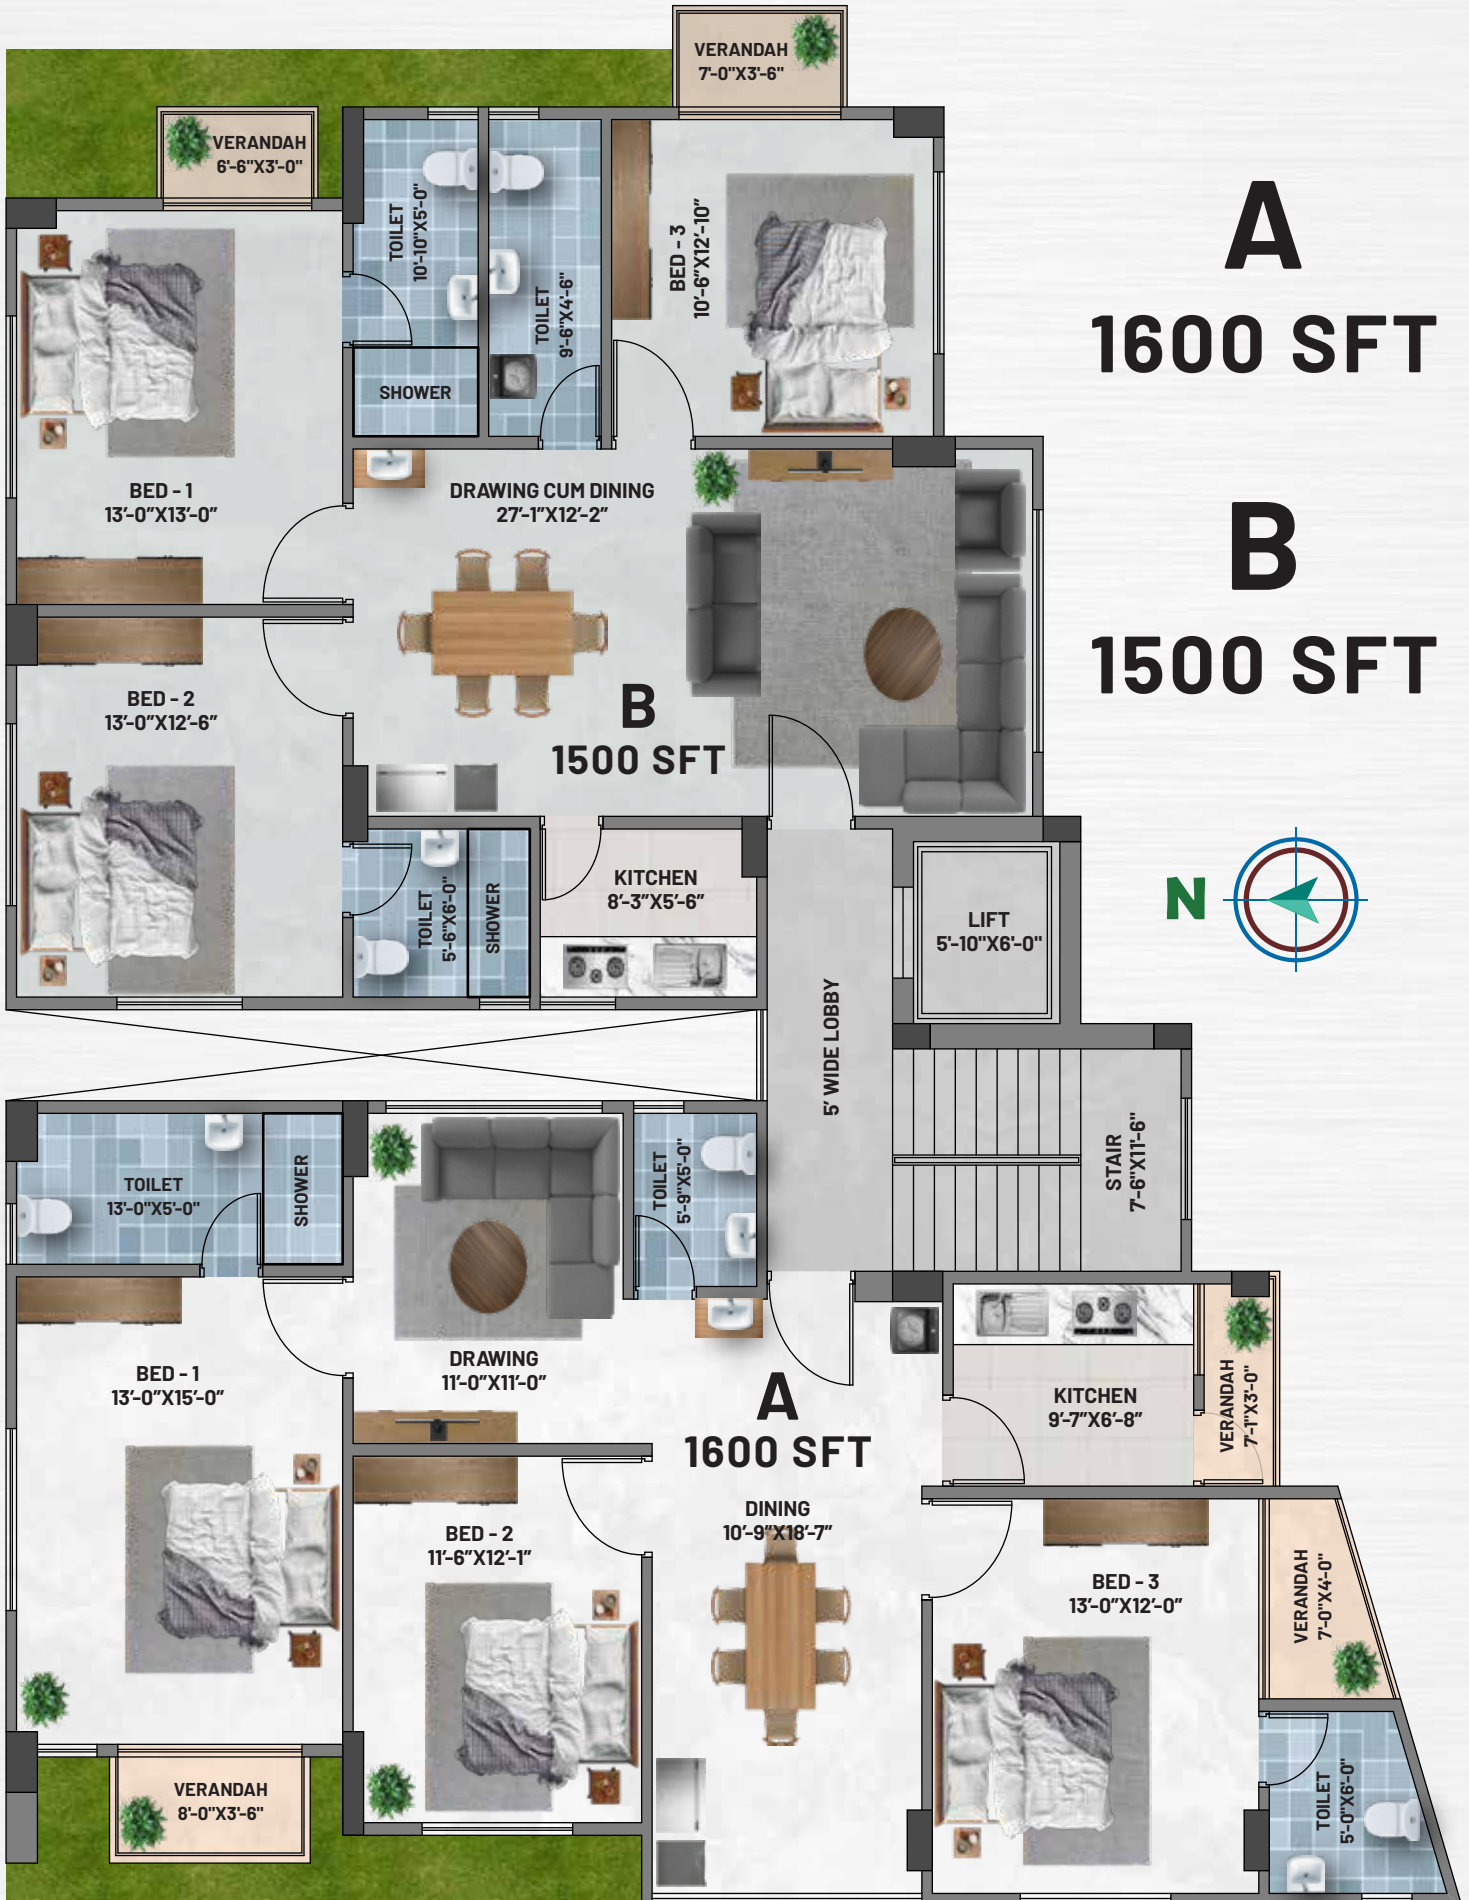 VERANDAH
7'-0"X3'-6"
VERANDAH
6'-6"X3'-0"
TOILET
10'-10"X5'-0"
TOILET
9'-6"X4'-6"
BED - 3
10'-6"X12'-10"
SHOWER
A
1600 SFT
B
1500 SFT
BED - 1
13'-0"X13'-0"
DRAWING CUM DINING
27'-1"X12'-2"
BED - 2
13'-0"X12'-6"
B
1500 SFT
TOILET
5'-6"X6'-0"
SHOWER
KITCHEN
8'-3"X5'-6"
LIFT
5'-10"X6'-0"
N
5' WIDE LOBBY
STAIR
7'-6"X11'-6"
TOILET
13'-0"X5'-0"
SHOWER
TOILET
5'-9"X5'-0"
DRAWING
11'-0"X11'-0"
BED - 1
13'-0"X15'-0"
A
1600 SFT
KITCHEN
9'-7"X6'-8"
VERANDAH
7'-1"X3'-0"
DINING
10'-9"X18'-7"
BED - 2
11'-6"X12'-1"
BED - 3
13'-0"X12'-0"
VERANDAH
7'-0"X4'-0"
VERANDAH
8'-0"X3'-6"
TOILET
5'-0"X6'-0"